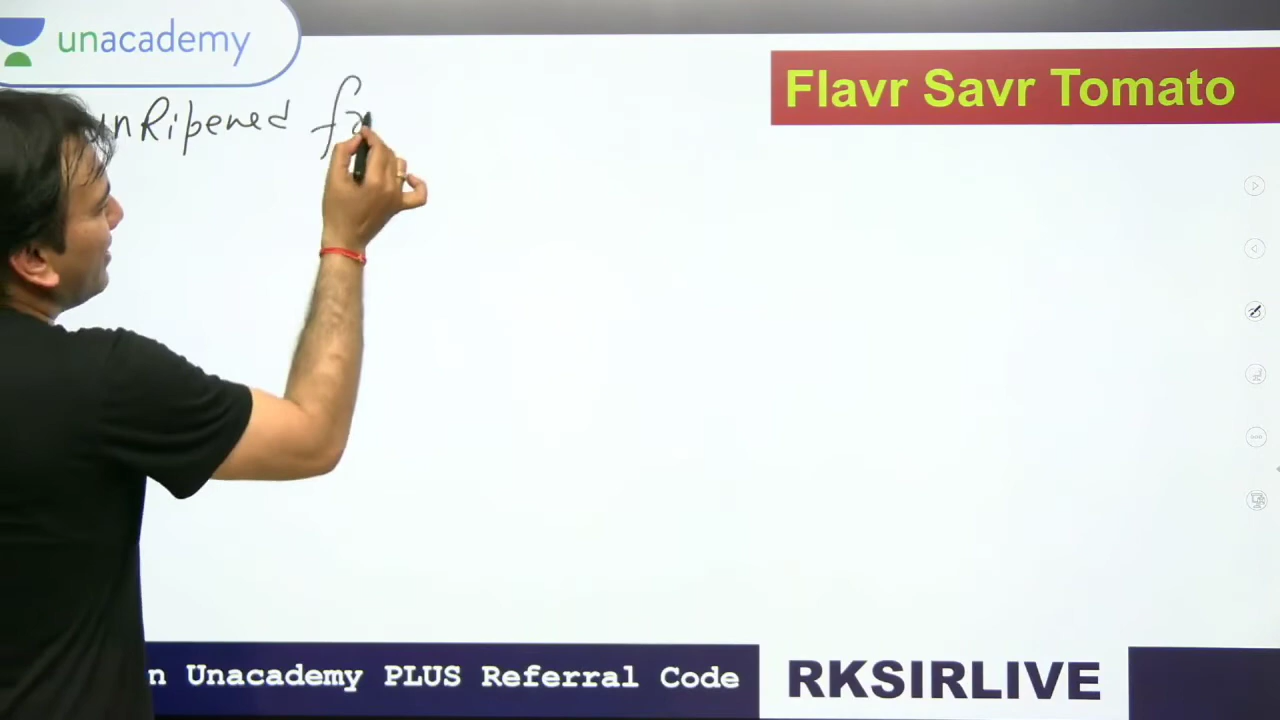 unacademy
Flavr Savr Tomato
unRipened
Unacademy PLUS Referral Code
RKSIRLIVE